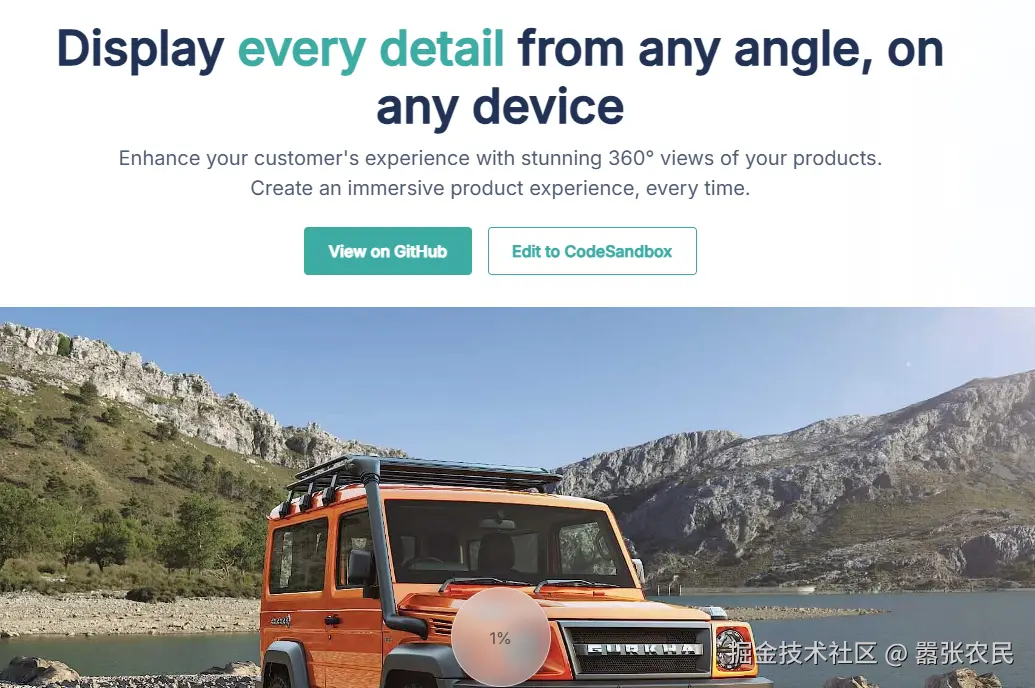 Display every detail from any angle, on
any device
Enhance your customer's experience with stunning 360° views of your products.
Create an immersive product experience, every time.
View on GitHub
Edit to CodeSandbox
1%
GURKHA
掘金技术社区 @ 嚣张农民